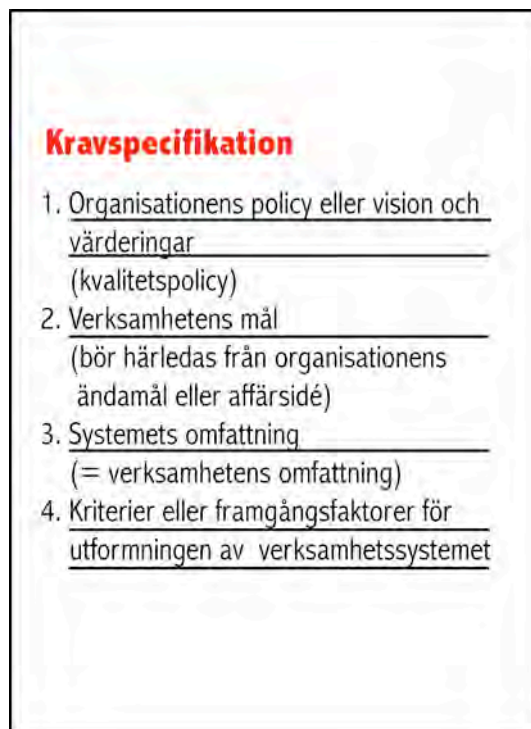 Kravspecifikation
1. Organisationens policy eller vision och
värderingar
(kvalitetspolicy)
2. Verksamhetens mål
(bör härledas från organisationens
ändamål eller affärsidé)
3. Systemets omfattning
(= verksamhetens omfattning)
4. Kriterier eller framgångsfaktorer för
utformningen av verksamhetssystemet